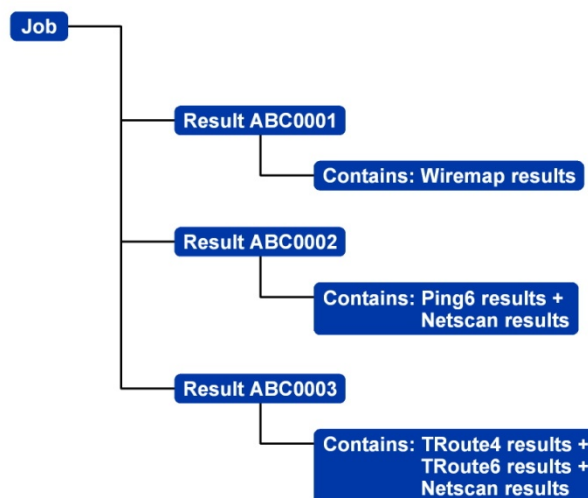 Job
Result ABC0001
Contains: Wiremap results
Result ABC0002
Contains: Ping6 results +
Netscan results
Result ABC0003
Contains: TRoute4 results +
TRoute6 results +
Netscan results